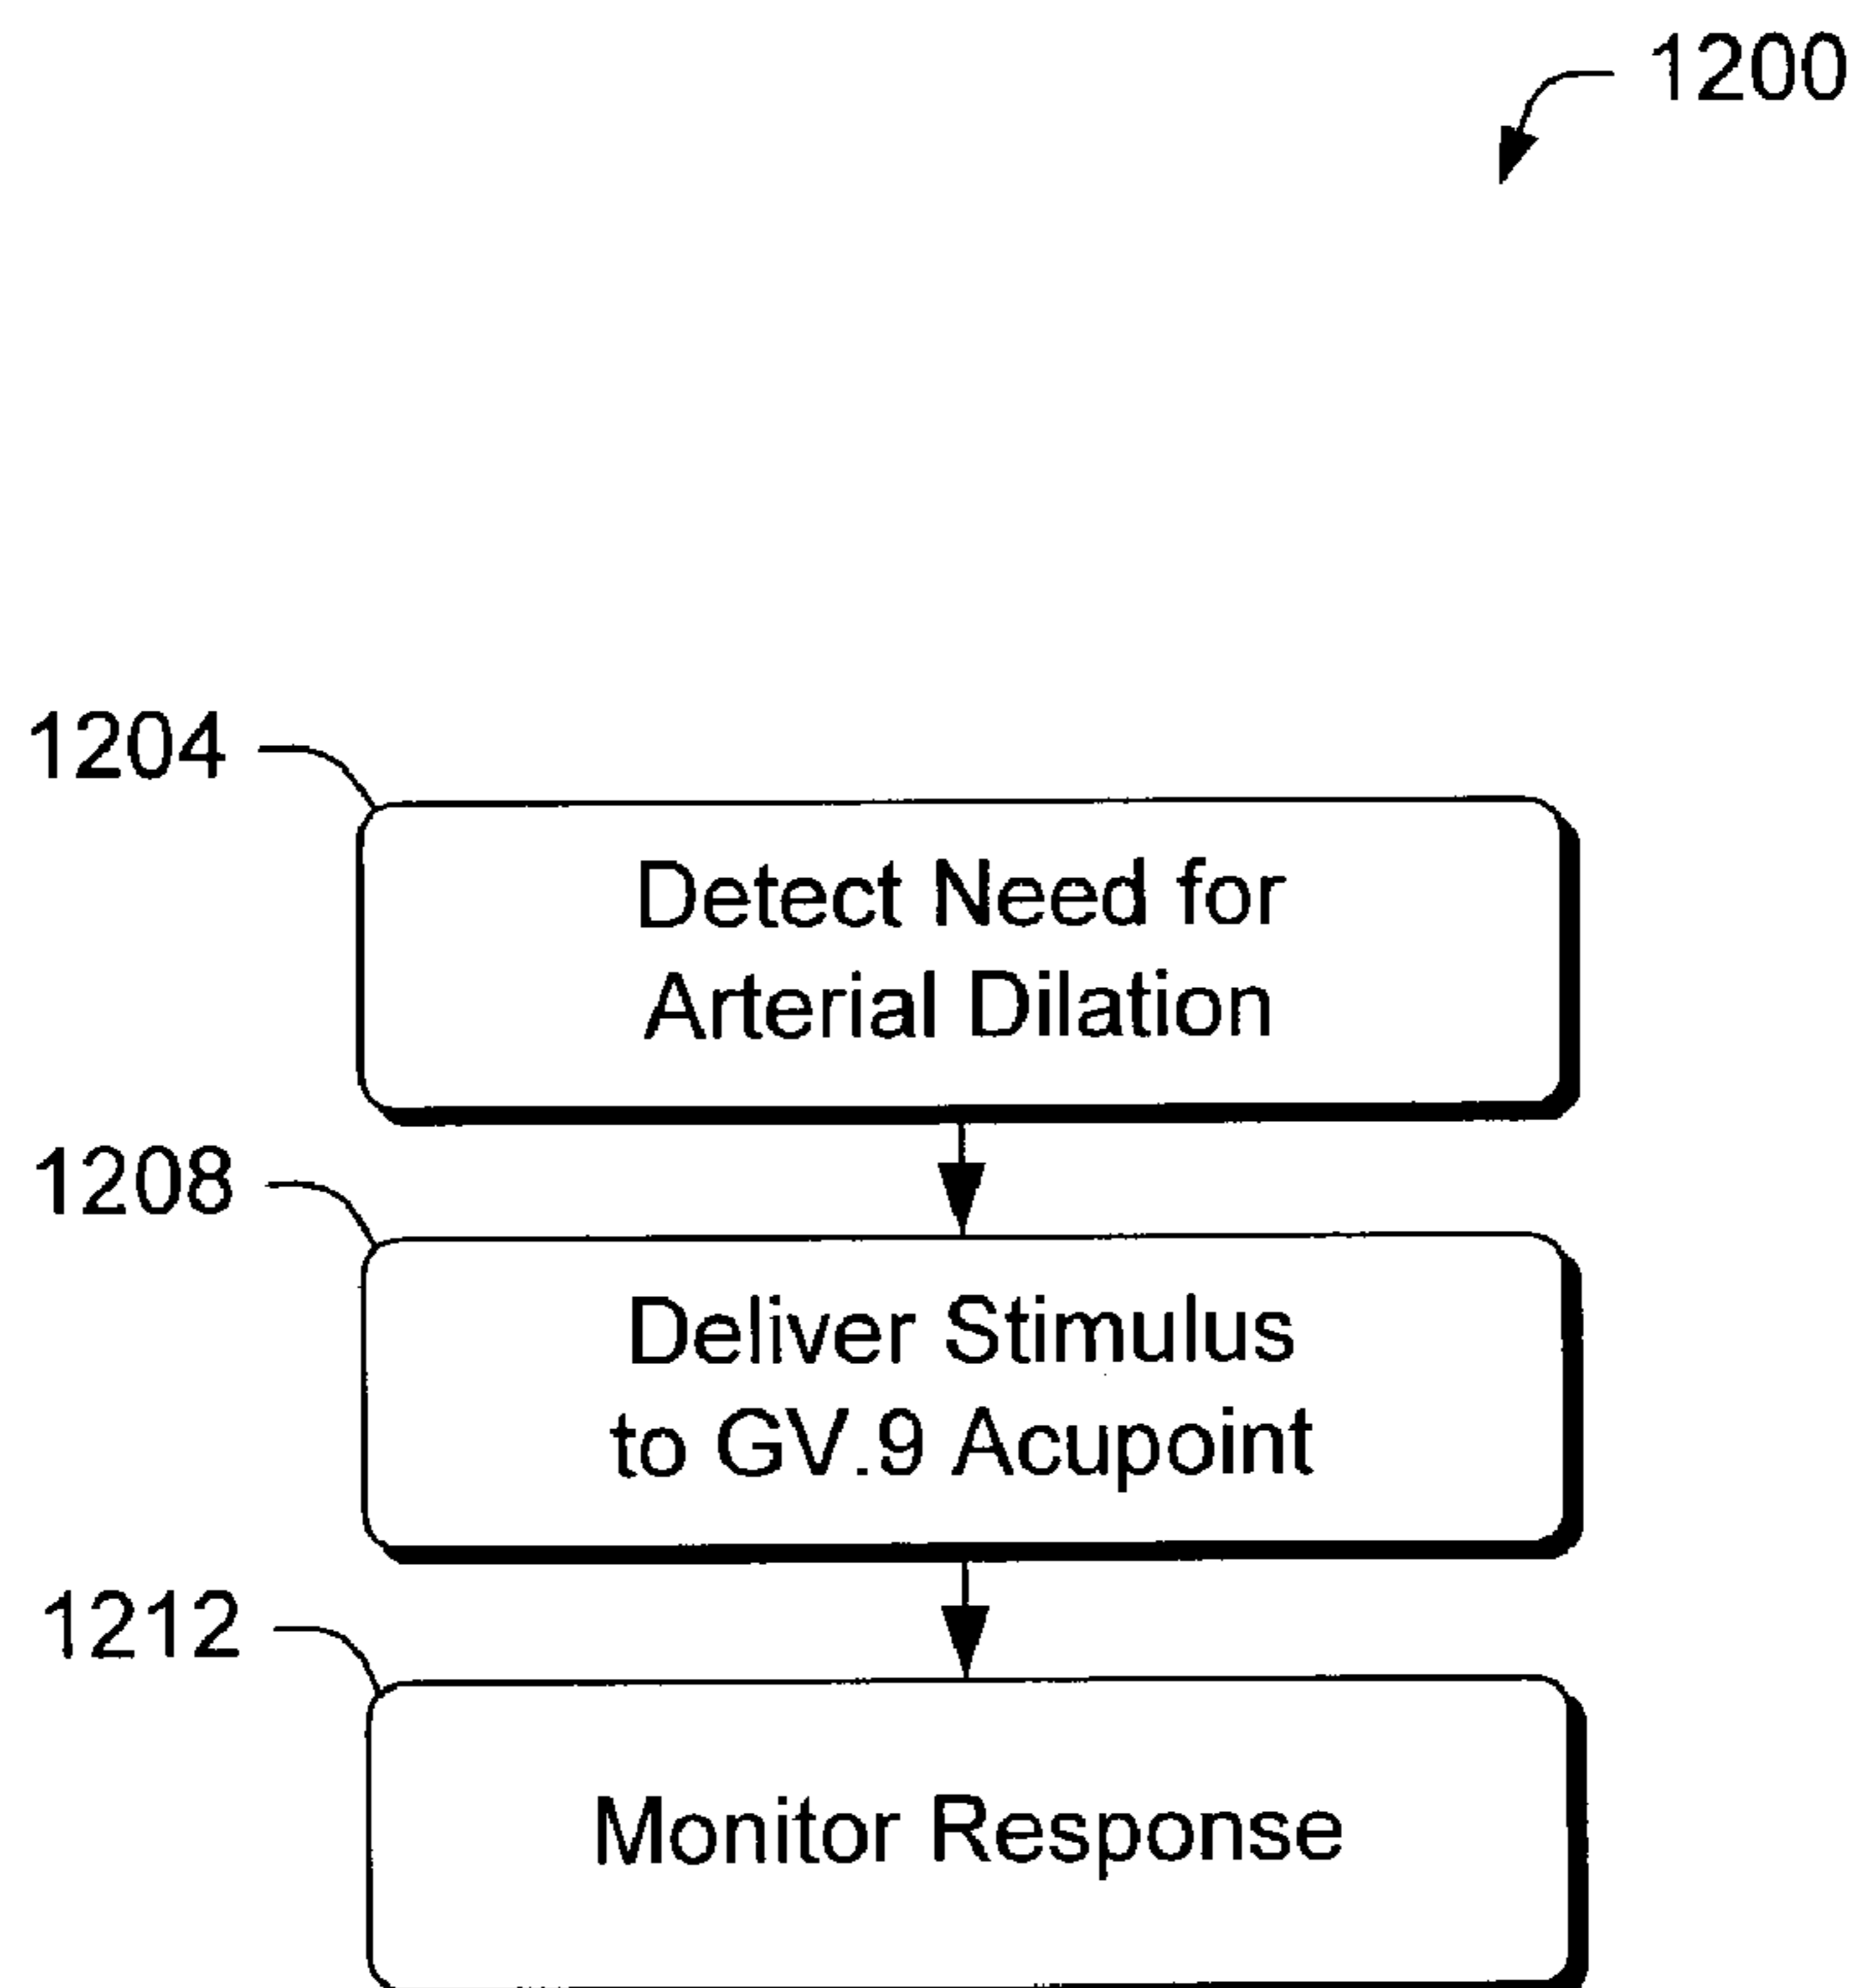 1200
1204
Detect Need for
Arterial Dilation
1208
Deliver Stimulus
to GV.9 Acupoint
1212
Monitor Response